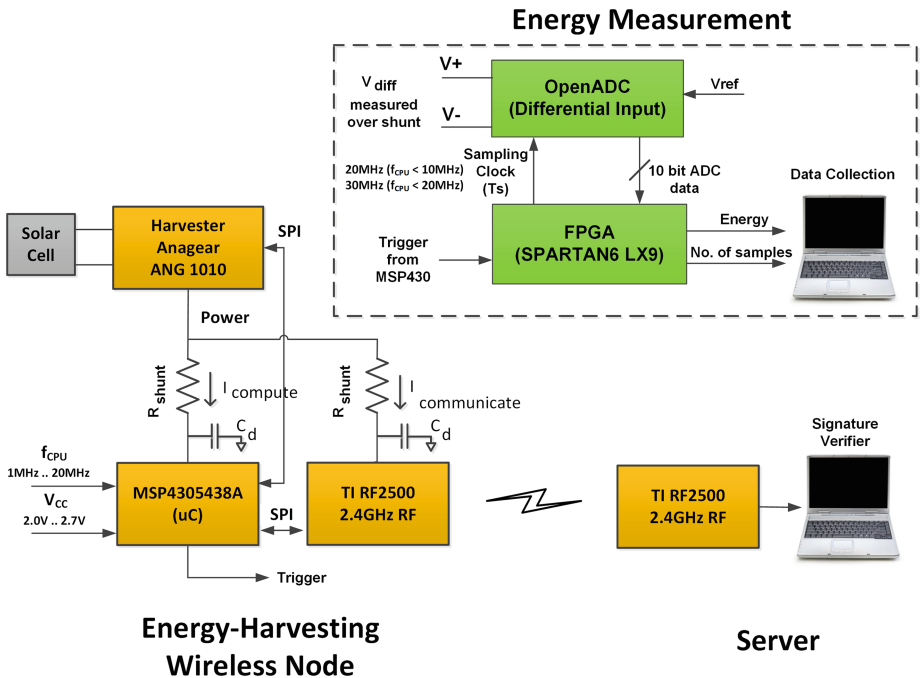 Energy Measurement
V+
V diff
measured
over shunt
V-
OpenADC
(Differential Input)
Vref
20MHz (fCPU < 10MHz)
30MHz (fCPU < 20MHz)
Sampling
Clock
(Ts)
10 bit ADC
data
Data Collection
Trigger
from
MSP430
FPGA
(SPARTAN6 LX9)
Energy
No. of samples
Solar
Cell
Harvester
Anagear
ANG 1010
SPI
Power
Rshunt
I compute
Cd
Rshunt
I communicate
Cd
fCPU
1MHz .. 20MHz
VCC
2.0V .. 2.7V
MSP4305438A
(uC)
SPI
TI RF2500
2.4GHz RF
Trigger
TI RF2500
2.4GHz RF
Signature
Verifier
Energy-Harvesting
Wireless Node
Server